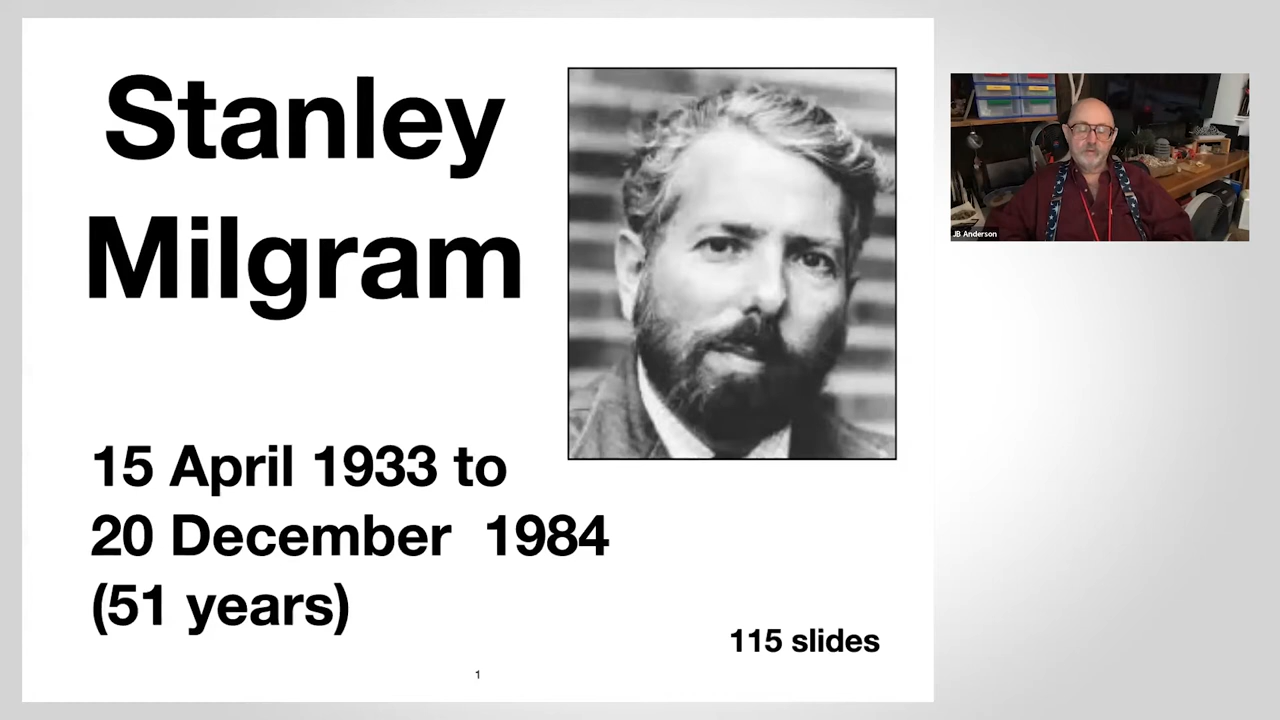 Stanley
Milgram
15 April 1933 to
20 December 1984
(51 years)
115 slides
1
JB Anderson